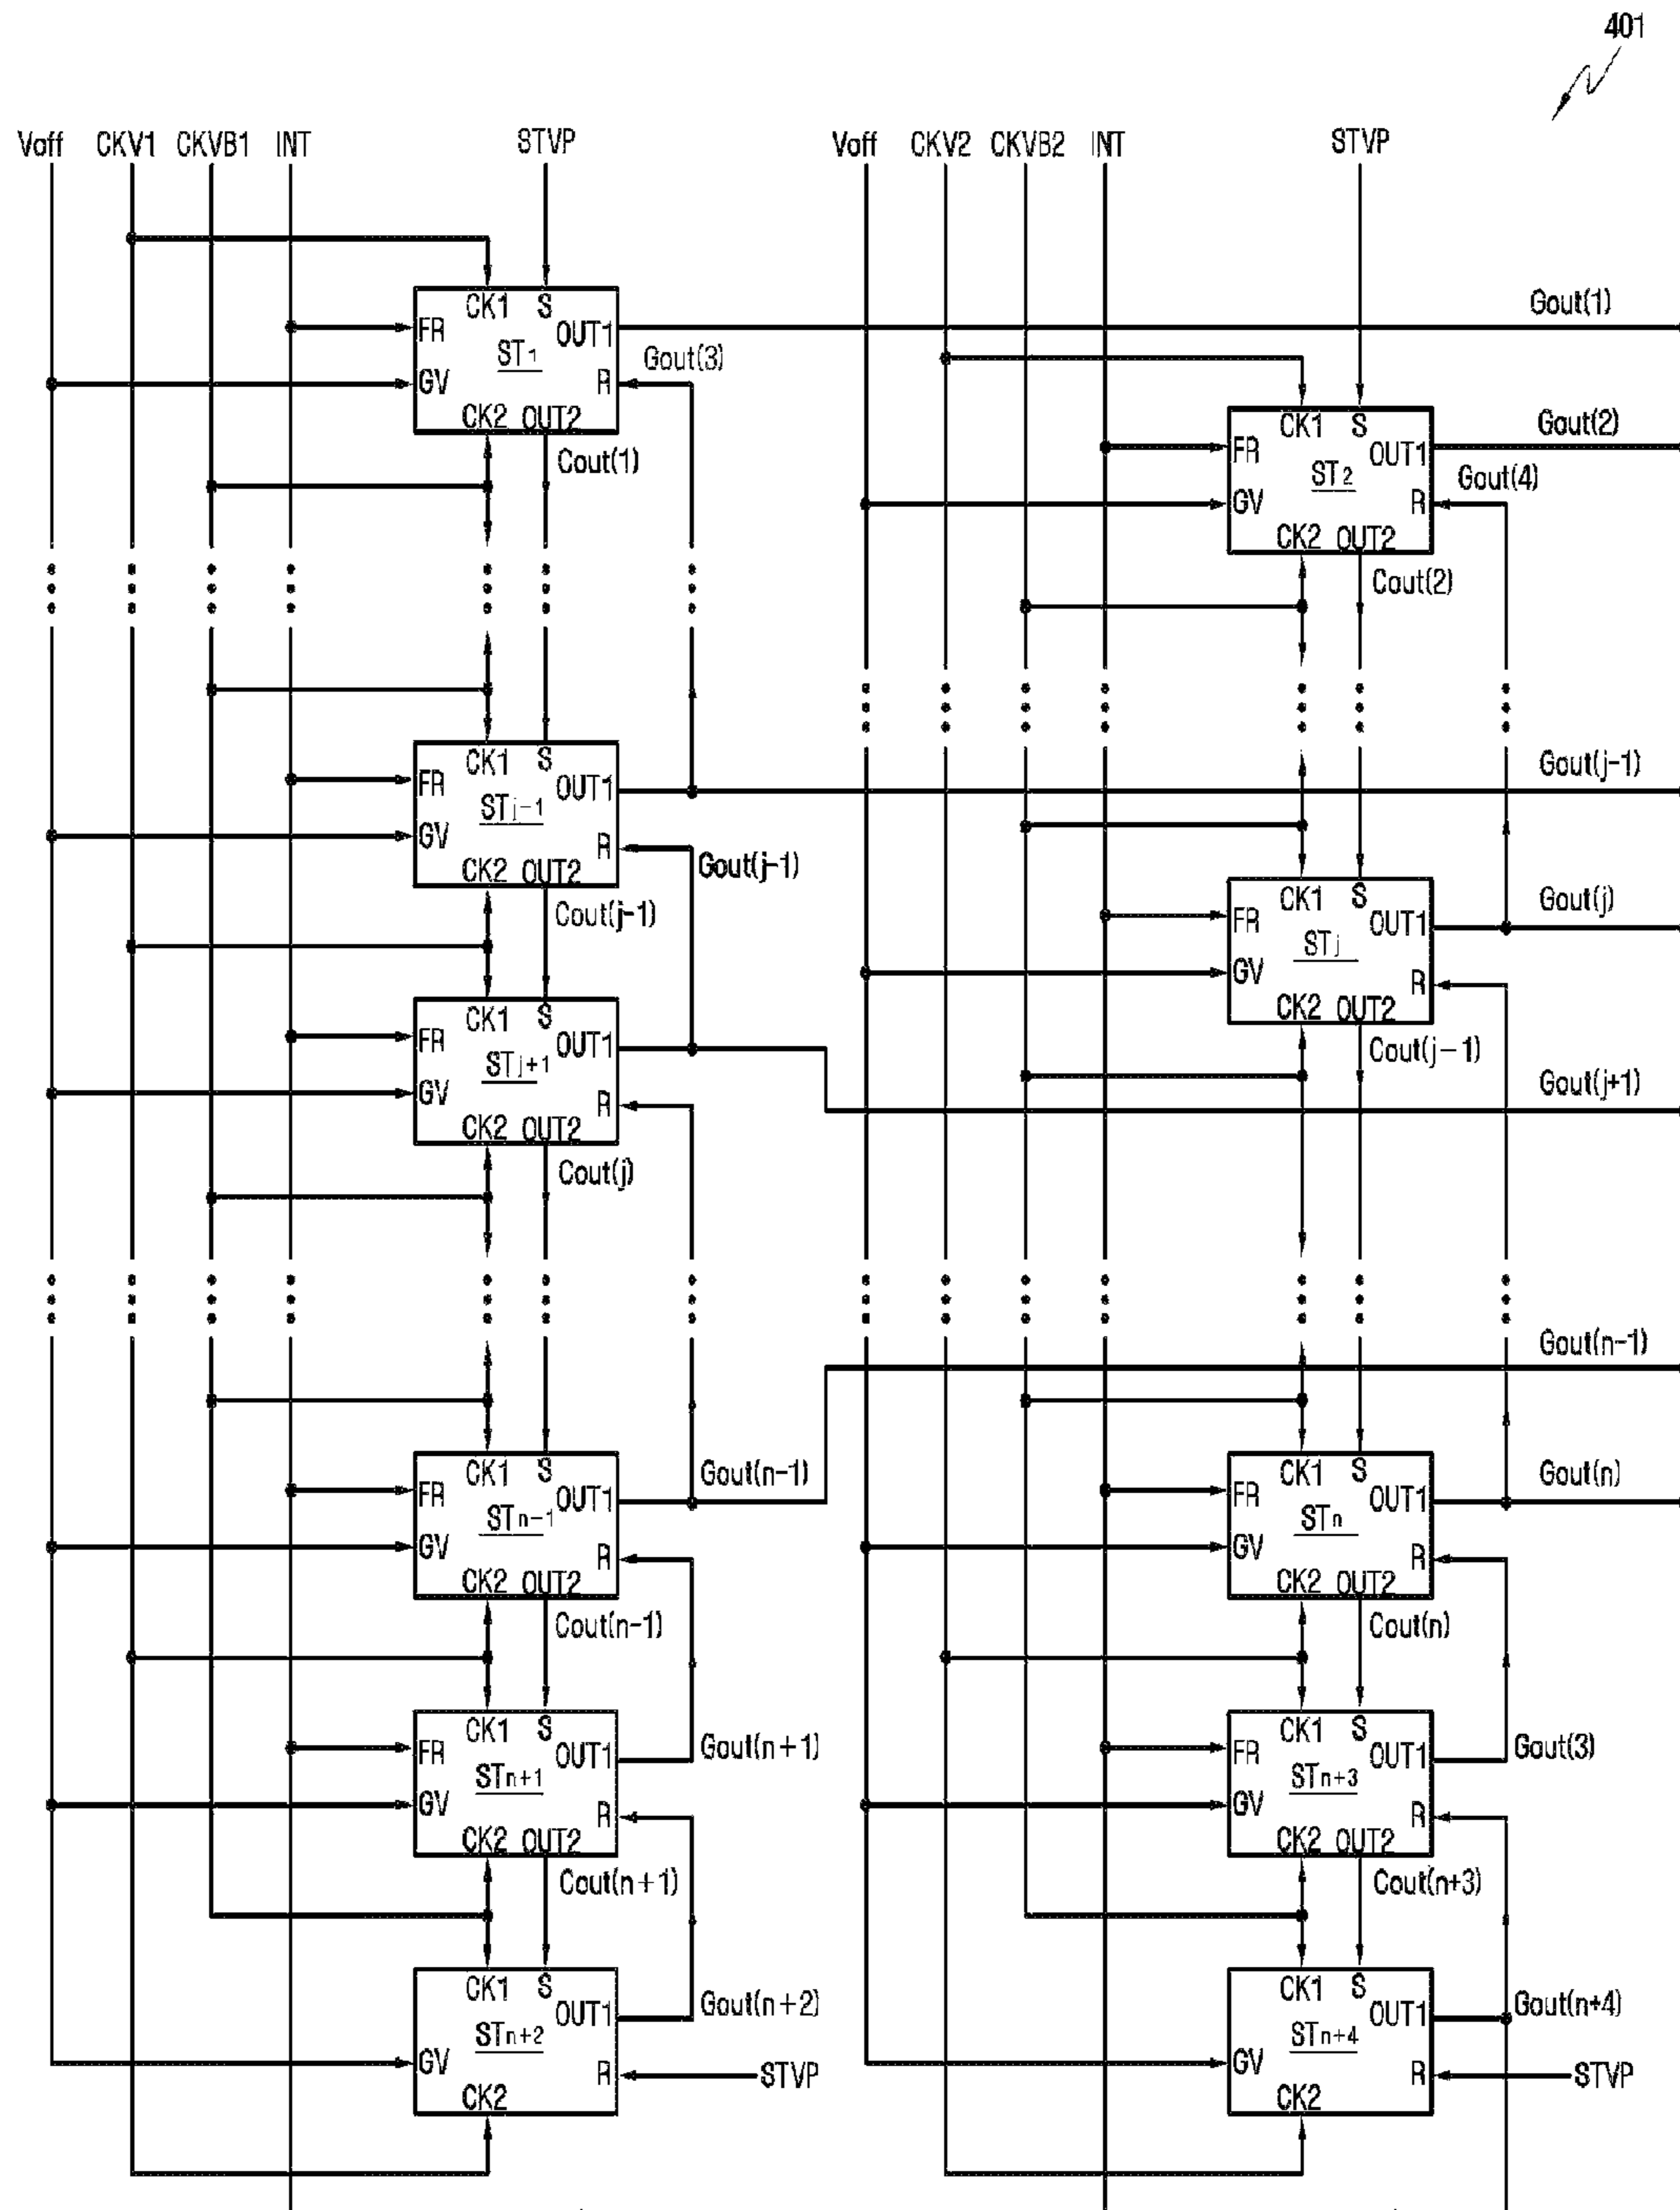 401
Voff CKV1 CKVB1 INT STVP Voff CKV2 CKVB2 INT STVP
CK1 S
FR OUT1
ST1
GV R
CK2 OUT2
Gout(3)
Cout(1)
Gout(1)
CK1 S
FR OUT1
ST2
GV R
CK2 OUT2
Gout(2)
Gout(4)
Cout(2)
CK1 S
FR OUT1
STj-1
GV R
CK2 OUT2
Gout(j-1)
Gout(j-1)
Cout(j-1)
CK1 S
FR OUT1
STj
GV R
CK2 OUT2
Gout(j)
Cout(j-1)
CK1 S
FR OUT1
STj+1
GV R
CK2 OUT2
Gout(j+1)
Cout(j)
Gout(n-1)
CK1 S
FR OUT1
STn-1
GV R
CK2 OUT2
Gout(n-1)
Cout(n-1)
CK1 S
FR OUT1
STn
GV R
CK2 OUT2
Gout(n)
Cout(n)
CK1 S
FR OUT1
STn+1
GV R
CK2 OUT2
Gout(n+1)
Cout(n+1)
CK1 S
FR OUT1
STn+3
GV R
CK2 OUT2
Gout(3)
Cout(n+3)
CK1 S
OUT1
STn+2
GV R
CK2
Gout(n+2)
STVP
CK1 S
OUT1
STn+4
GV R
CK2
Gout(n+4)
STVP